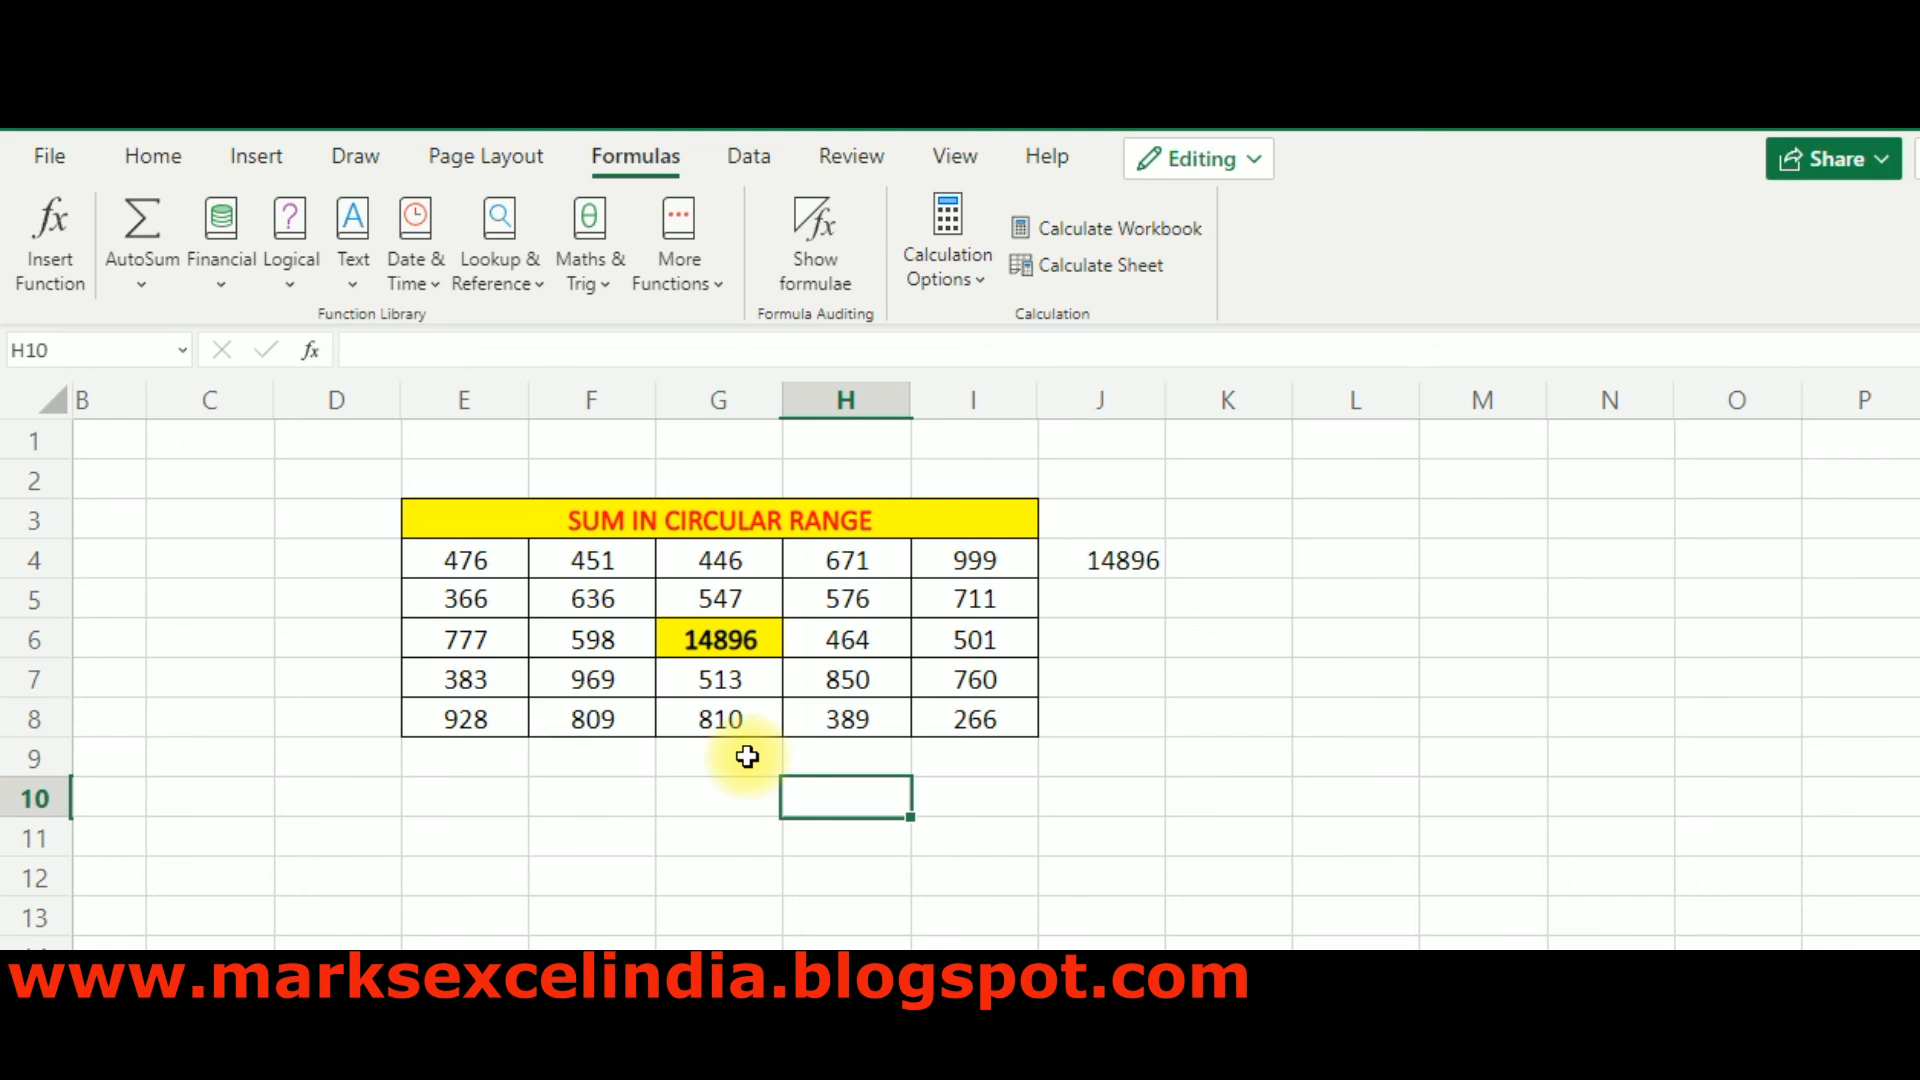 File Home Insert Draw Page Layout Formulas Data Review View Help Editing Share
fx AutoSum Financial Logical Text Date & Lookup & Maths & More Show Calculation Calculate Workbook
Insert Function Time Reference Trig Functions formulae Options Calculate Sheet
Function Library Formula Auditing Calculation
H10 fx
B C D E F G H I J K L M N O P
1
2
3 SUM IN CIRCULAR RANGE
4 476 451 446 671 999 14896
5 366 636 547 576 711
6 777 598 14896 464 501
7 383 969 513 850 760
8 928 809 810 389 266
9
10
11
12
13
www.marksexcelindia.blogspot.com